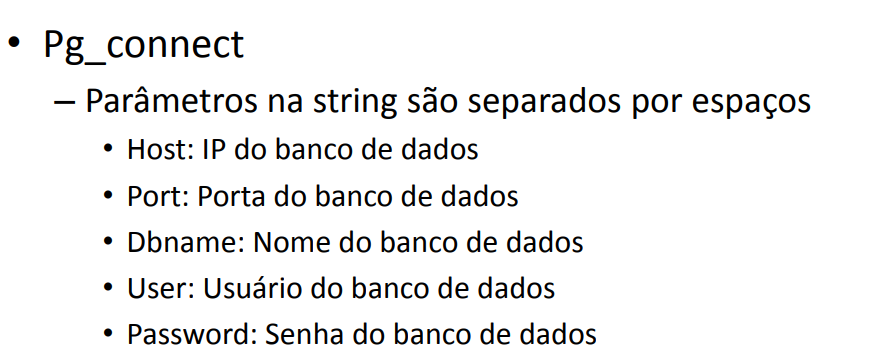 • Pg_connect
– Parâmetros na string são separados por espaços
• Host: IP do banco de dados
• Port: Porta do banco de dados
• Dbname: Nome do banco de dados
• User: Usuário do banco de dados
• Password: Senha do banco de dados